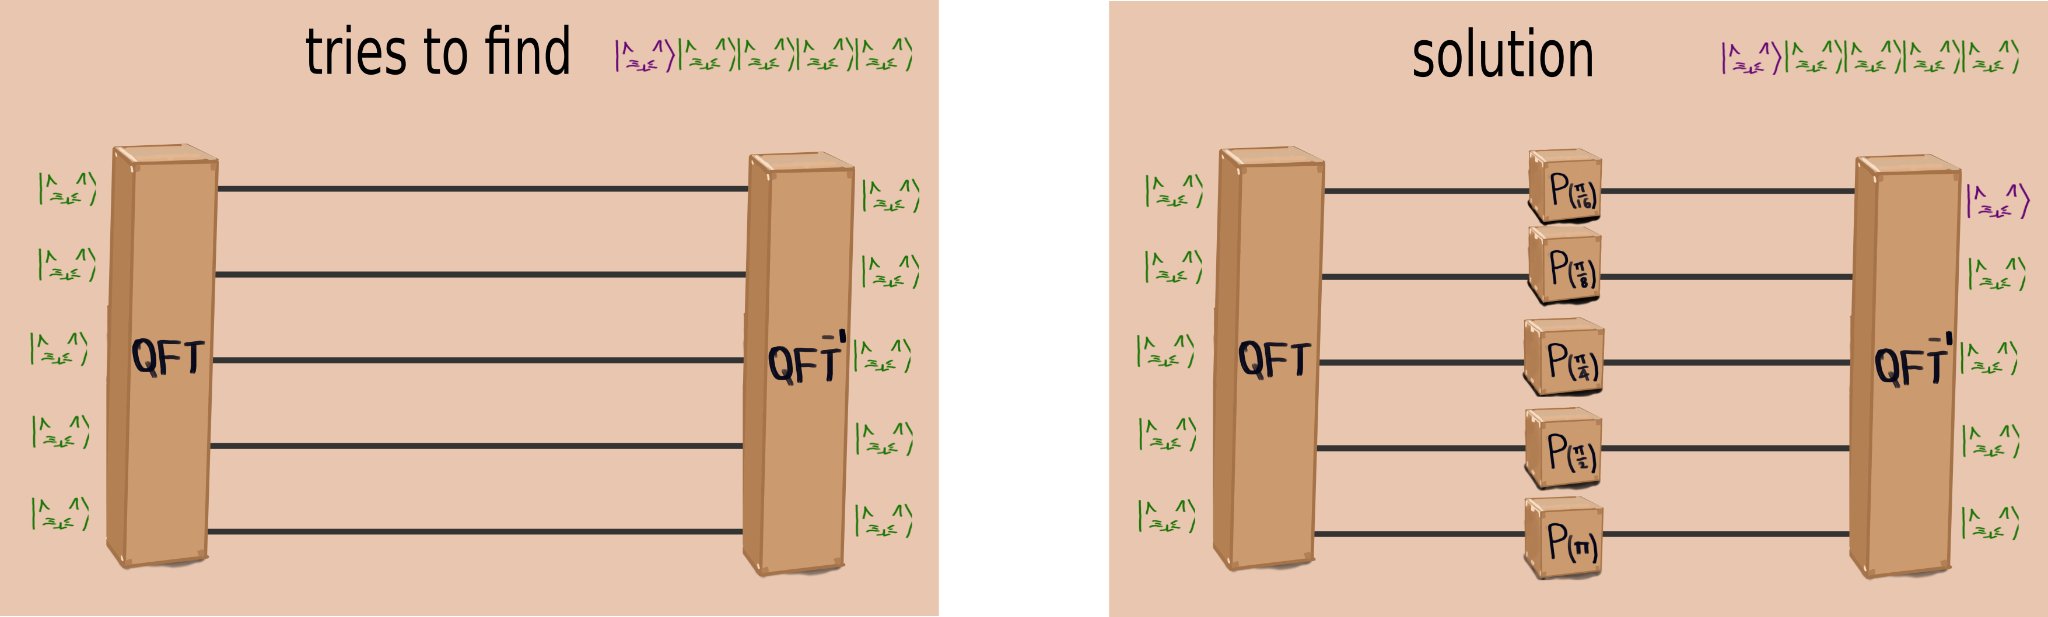 tries to find
QFT
QFT⁻¹
solution
P(π/16)
P(π/8)
P(π/4)
P(π/2)
P(π)
QFT
QFT⁻¹